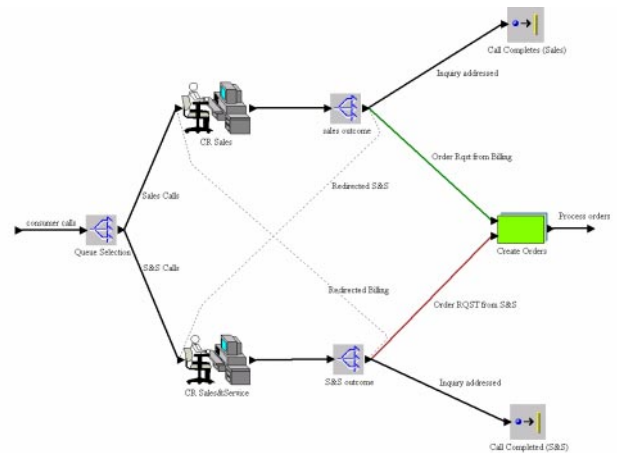 Call Completes (Sales)
Inquiry addressed
CR Sales
sales outcome
Order Rqst from Billing
Sales Calls
Redirected S&S
consumer calls
Process orders
Queue Selection
Create Orders
S&S Calls
Redirected Billing
Order RQST from S&S
CR Sales&Service
S&S outcome
Inquiry addressed
Call Completed (S&S)